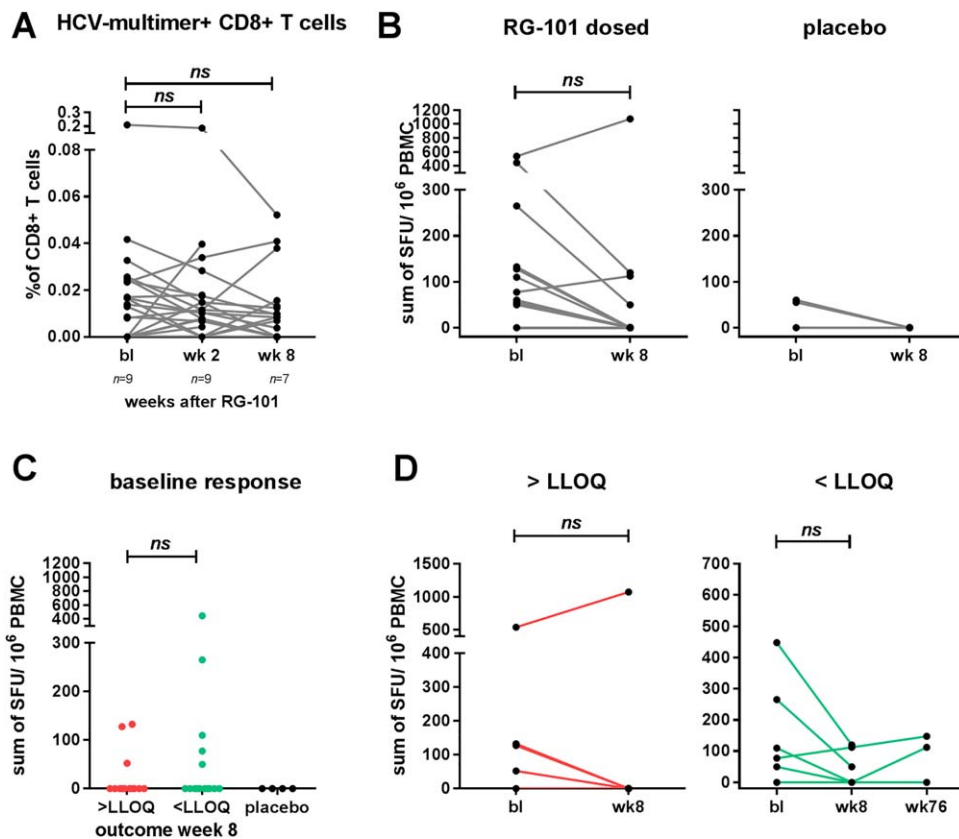 A HCV-multimer+ CD8+ T cells
ns
ns
0.3
0.2
0.08
0.06
0.04
0.02
0.00
%of CD8+ T cells
bl wk 2 wk 8
n=9 n=9 n=7
weeks after RG-101
B RG-101 dosed placebo
ns
1200
1000
800
600
400
300
200
100
0
sum of SFU/ 10⁶ PBMC
bl wk 8
300
200
100
0
bl wk 8
C baseline response
ns
1200
1000
800
600
400
300
200
100
0
sum of SFU/ 10⁶ PBMC
>LLOQ <LLOQ placebo
outcome week 8
D > LLOQ < LLOQ
ns
1500
1000
500
400
300
200
100
0
sum of SFU/ 10⁶ PBMC
bl wk8
ns
700
600
500
400
300
200
100
0
bl wk8 wk76